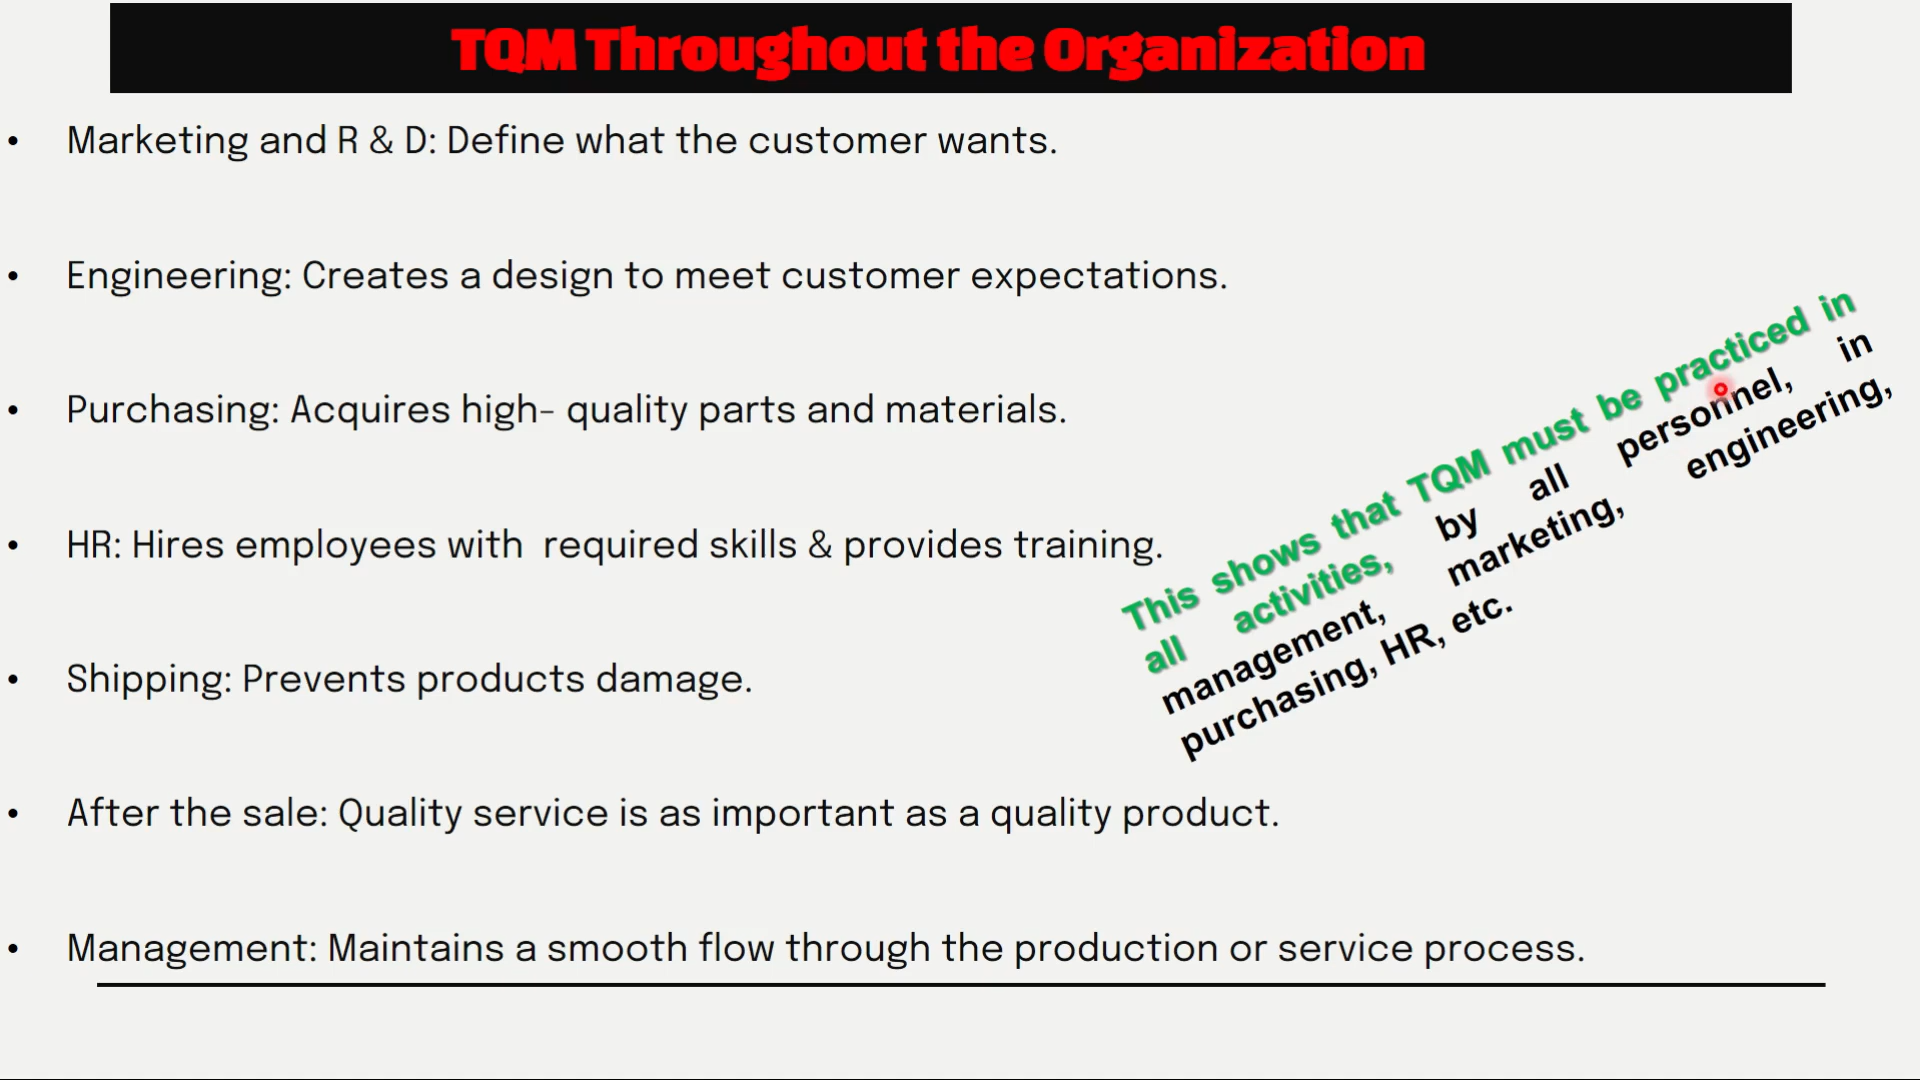 TQM Throughout the Organization
• Marketing and R & D: Define what the customer wants.
• Engineering: Creates a design to meet customer expectations.
• Purchasing: Acquires high- quality parts and materials.
• HR: Hires employees with required skills & provides training.
• Shipping: Prevents products damage.
• After the sale: Quality service is as important as a quality product.
• Management: Maintains a smooth flow through the production or service process.
This shows that TQM must be practiced in
all activities, by all personnel, in
management, marketing, engineering,
purchasing, HR, etc.